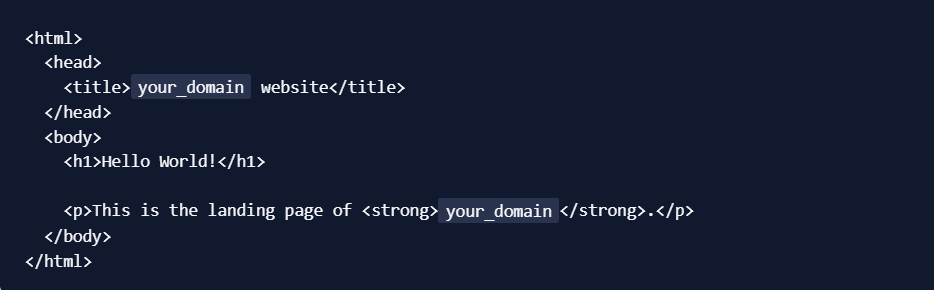 <html>
  <head>
    <title>your_domain website</title>
  </head>
  <body>
    <h1>Hello World!</h1>

    <p>This is the landing page of <strong>your_domain</strong>.</p>
  </body>
</html>